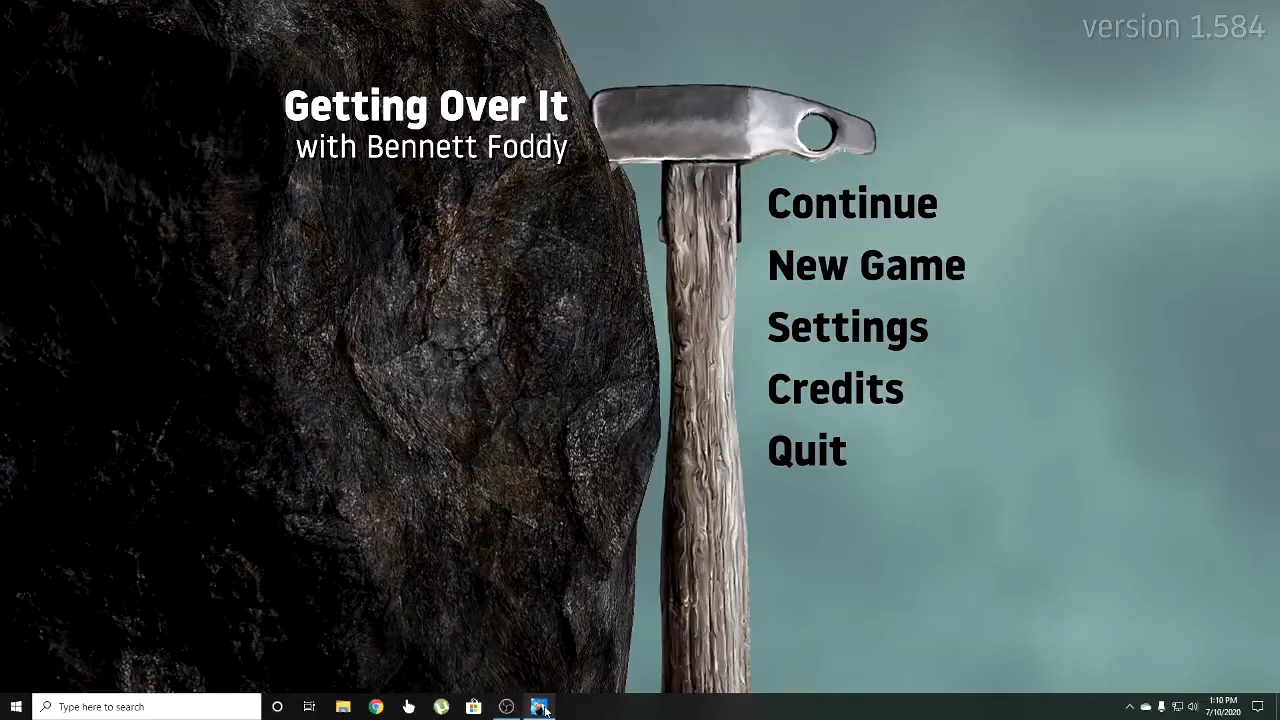 version 1.584
Getting Over It
with Bennett Foddy
Continue
New Game
Settings
Credits
Quit
Type here to search
1:10 PM
7/10/2020